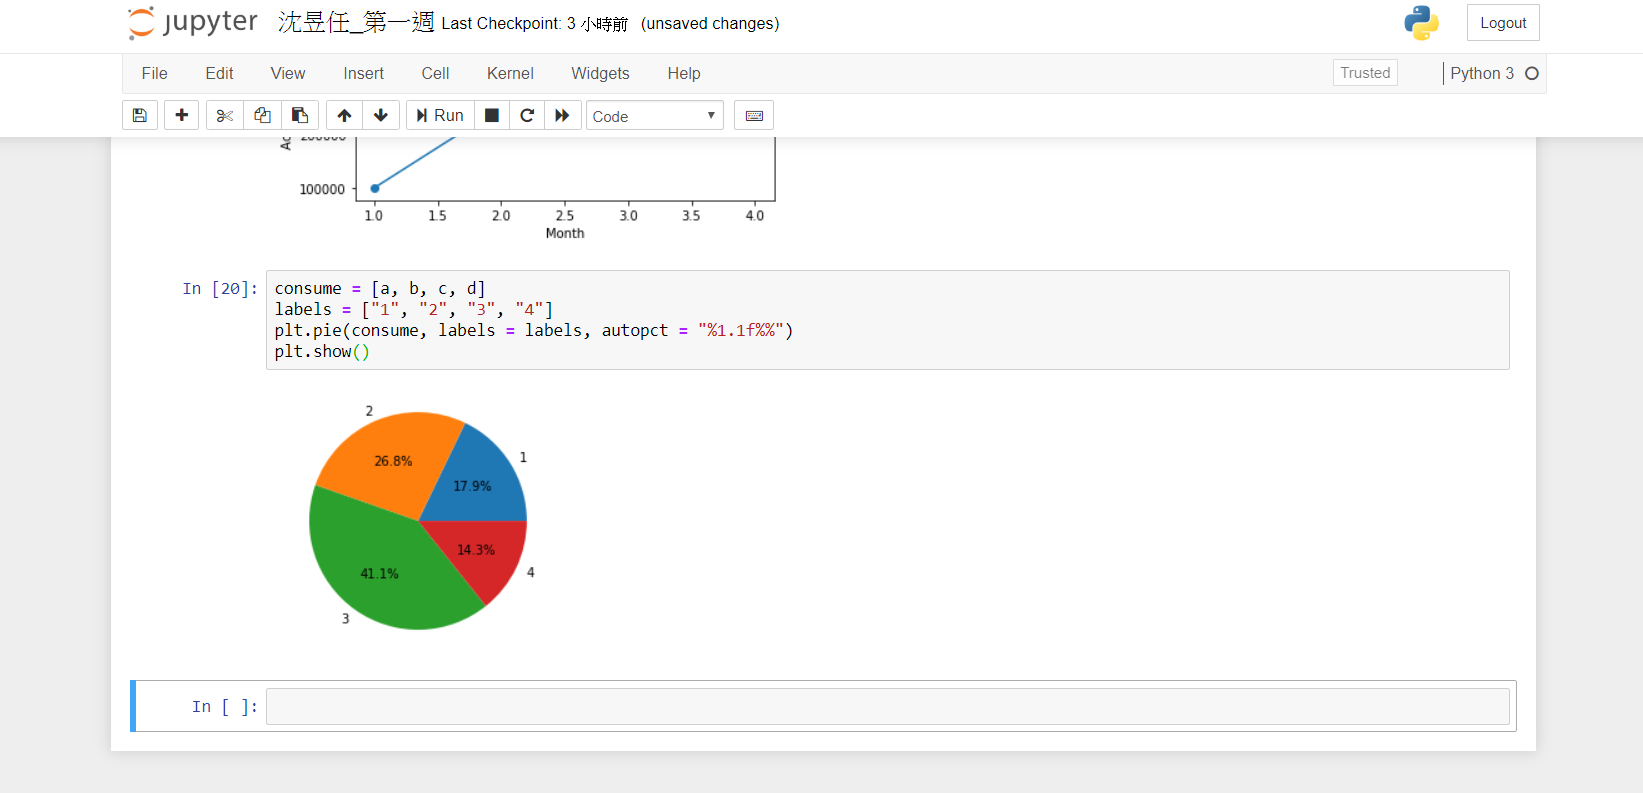 jupyter 沈昱任_第一週 Last Checkpoint: 3 小時前 (unsaved changes) Logout
File Edit View Insert Cell Kernel Widgets Help Trusted Python 3
Run Code
100000
1.0 1.5 2.0 2.5 3.0 3.5 4.0
Month
In [20]: consume = [a, b, c, d]
labels = ["1", "2", "3", "4"]
plt.pie(consume, labels = labels, autopct = "%1.1f%%")
plt.show()
2
1
26.8%
17.9%
14.3%
41.1%
4
3
In [ ]: